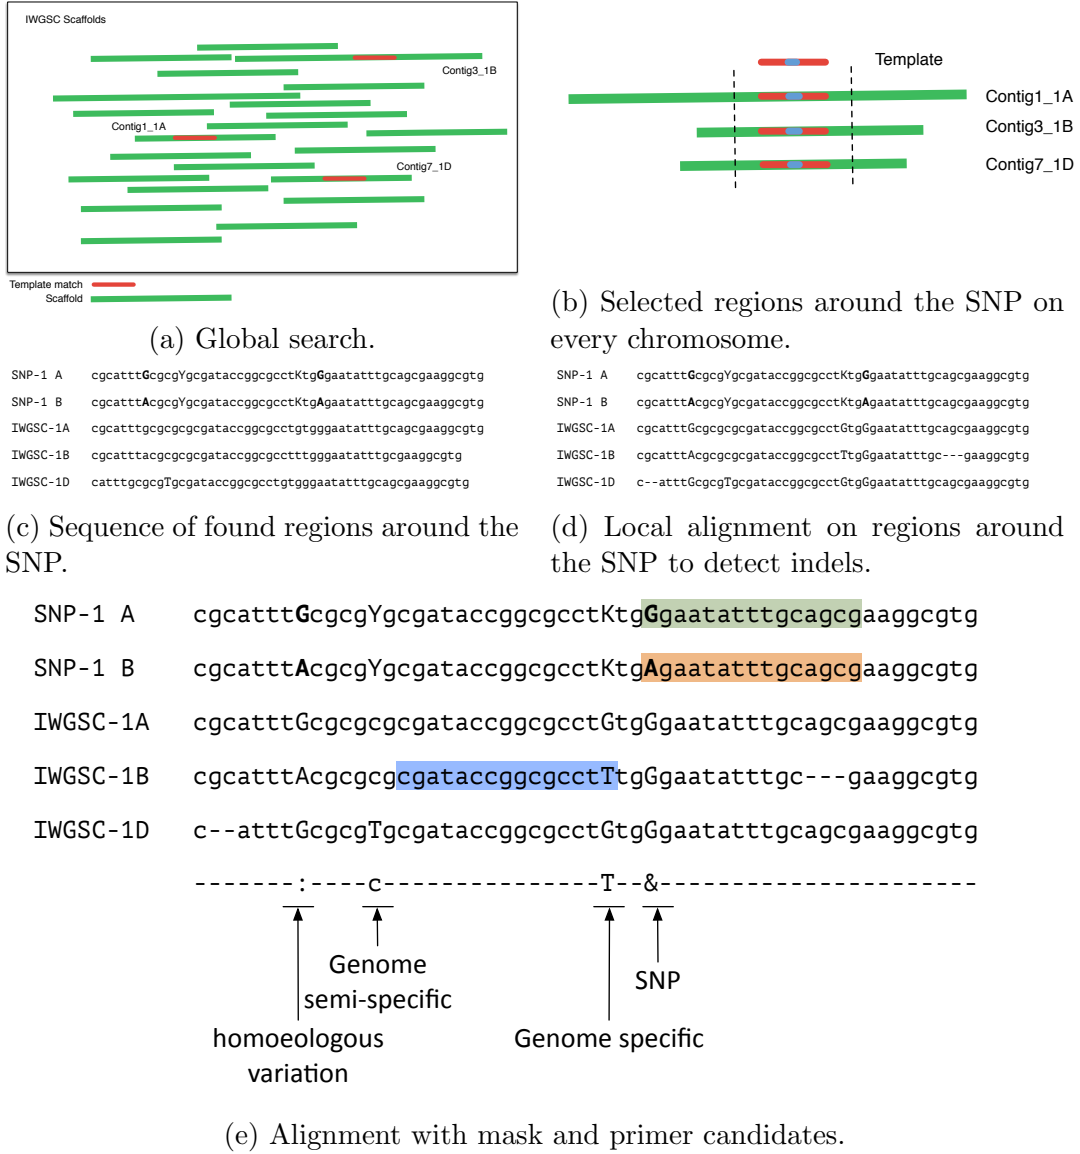 IWGSC Scaffolds
Contig3_1B
Contig1_1A
Contig7_1D
Template match
Scaffold
(a) Global search.
Template
Contig1_1A
Contig3_1B
Contig7_1D
(b) Selected regions around the SNP on
every chromosome.
SNP-1 A cgcatttGcgcgYgcgataccggcgcctKtgGgaatatttgcagcgaaggcgtg
SNP-1 B cgcatttAcgcgYgcgataccggcgcctKtgAgaatatttgcagcgaaggcgtg
IWGSC-1A cgcatttgcgcgcgcgataccggcgcctgtgggaatatttgcagcgaaggcgtg
IWGSC-1B cgcatttacgcgcgcgataccggcgcctttgggaatatttgcgaaggcgtg
IWGSC-1D catttgcgcgTgcgataccggcgcctgtgggaatatttgcagcgaaggcgtg
(c) Sequence of found regions around the
SNP.
SNP-1 A cgcatttGcgcgYgcgataccggcgcctKtgGgaatatttgcagcgaaggcgtg
SNP-1 B cgcatttAcgcgYgcgataccggcgcctKtgAgaatatttgcagcgaaggcgtg
IWGSC-1A cgcatttGcgcgcgcgataccggcgcctGtgGgaatatttgcagcgaaggcgtg
IWGSC-1B cgcatttAcgcgcgcgataccggcgcctTtgGgaatatttgc---gaaggcgtg
IWGSC-1D c--atttGcgcgTgcgataccggcgcctGtgGgaatatttgcagcgaaggcgtg
(d) Local alignment on regions around
the SNP to detect indels.
SNP-1 A cgcatttGcgcgYgcgataccggcgcctKtgGgaatatttgcagcgaaggcgtg
SNP-1 B cgcatttAcgcgYgcgataccggcgcctKtgAgaatatttgcagcgaaggcgtg
IWGSC-1A cgcatttGcgcgcgcgataccggcgcctGtgGgaatatttgcagcgaaggcgtg
IWGSC-1B cgcatttAcgcgcgcgataccggcgcctTtgGgaatatttgc---gaaggcgtg
IWGSC-1D c--atttGcgcgTgcgataccggcgcctGtgGgaatatttgcagcgaaggcgtg
-------:----c---------------T--&----------------------
Genome
semi-specific
SNP
homoeologous
variation
Genome specific
(e) Alignment with mask and primer candidates.